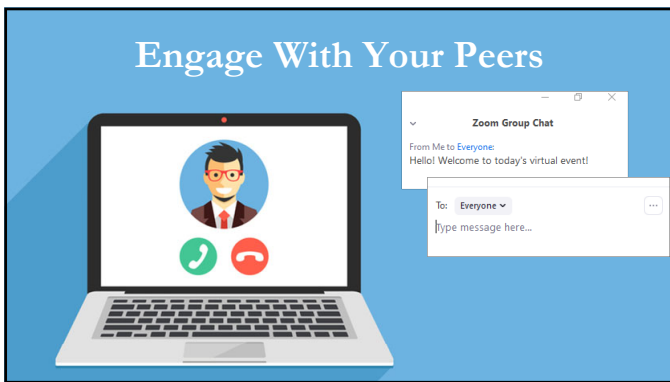 Engage With Your Peers
Zoom Group Chat
From Me to Everyone:
Hello! Welcome to today's virtual event!
To: Everyone
Type message here...